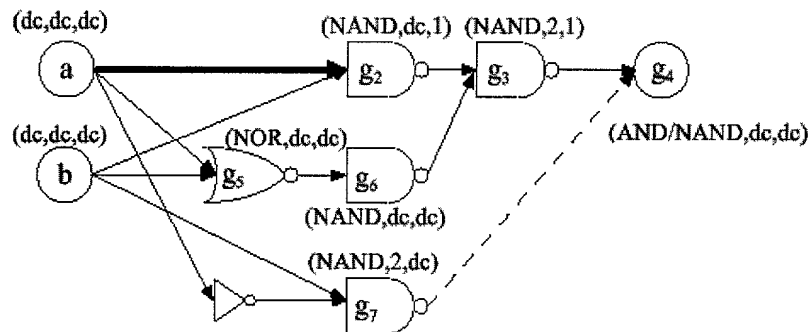 (dc,dc,dc)
(NAND,dc,1) (NAND,2,1)
a
g2
g3
g4
(dc,dc,dc)
(NOR,dc,dc)
(AND/NAND,dc,dc)
b
g5
g6
(NAND,dc,dc)
(NAND,2,dc)
g7